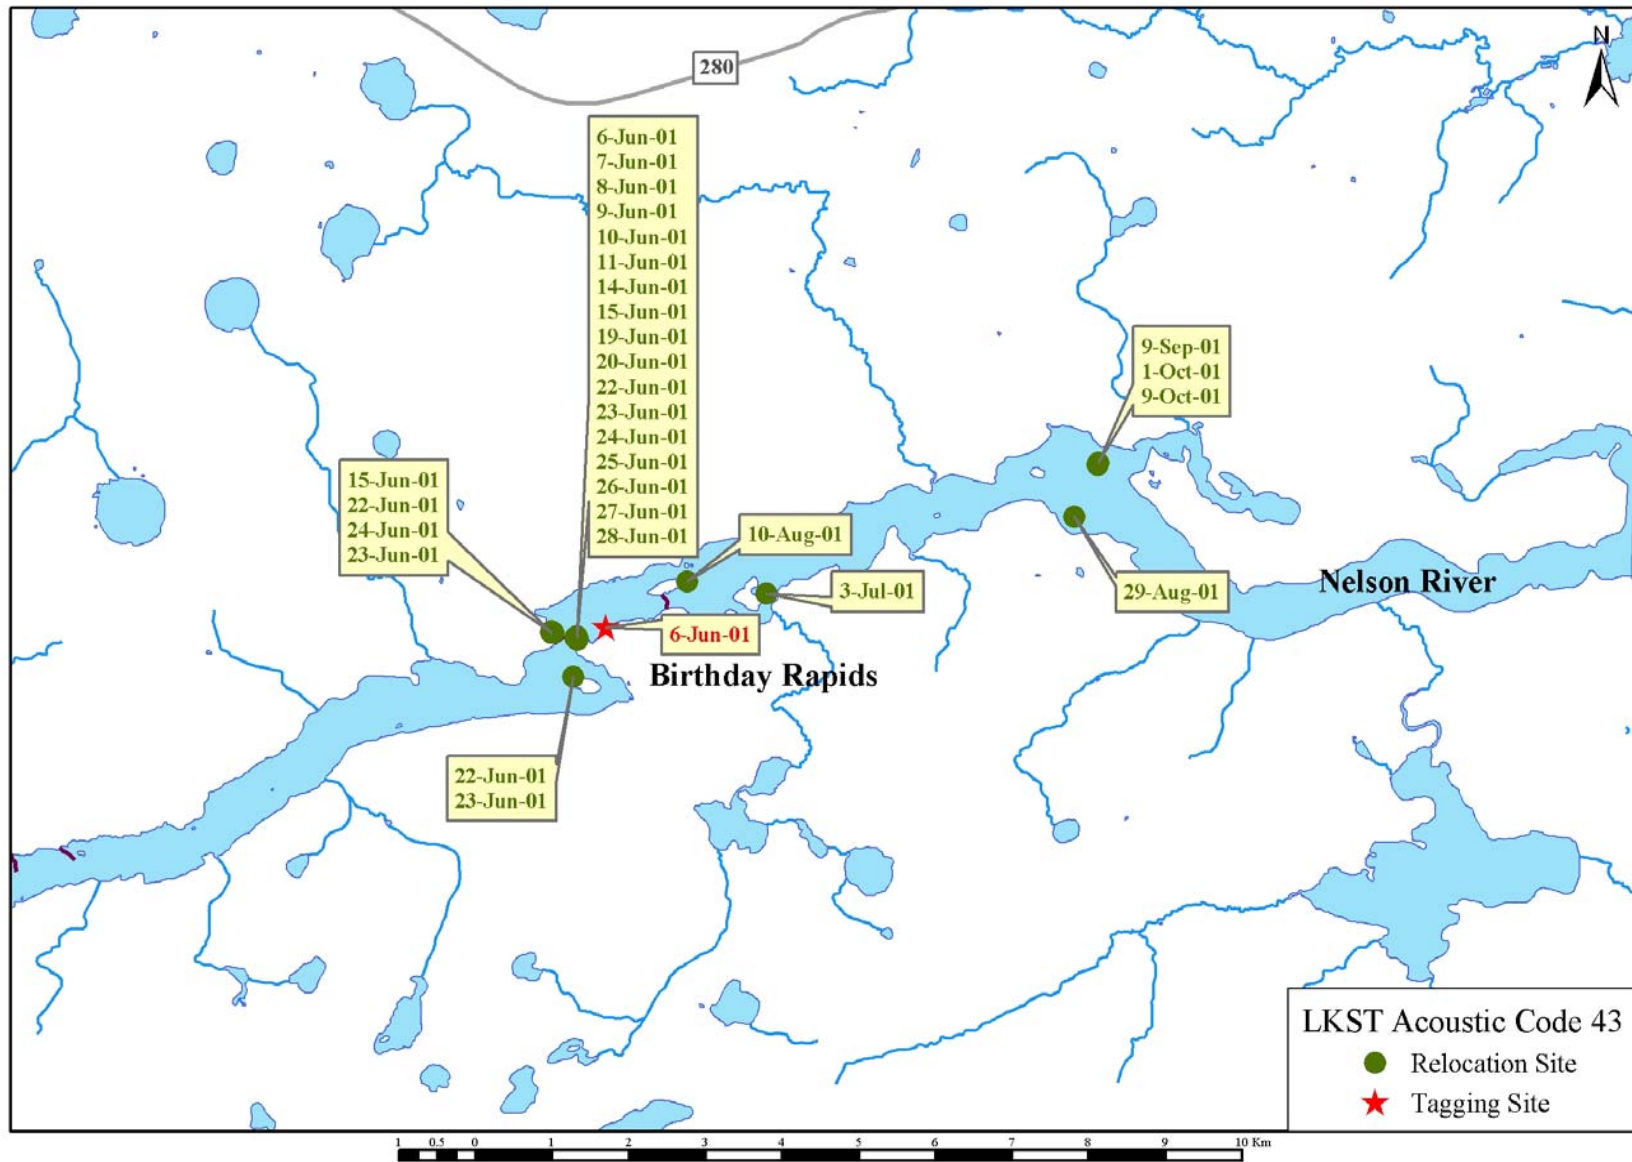 280
N
6-Jun-01
7-Jun-01
8-Jun-01
9-Jun-01
10-Jun-01
11-Jun-01
14-Jun-01
15-Jun-01
19-Jun-01
20-Jun-01
22-Jun-01
23-Jun-01
24-Jun-01
25-Jun-01
26-Jun-01
27-Jun-01
28-Jun-01
9-Sep-01
1-Oct-01
9-Oct-01
15-Jun-01
22-Jun-01
24-Jun-01
23-Jun-01
10-Aug-01
3-Jul-01
29-Aug-01
Nelson River
6-Jun-01
Birthday Rapids
22-Jun-01
23-Jun-01
LKST Acoustic Code 43
Relocation Site
Tagging Site
1 0.5 0 1 2 3 4 5 6 7 8 9 10 Km